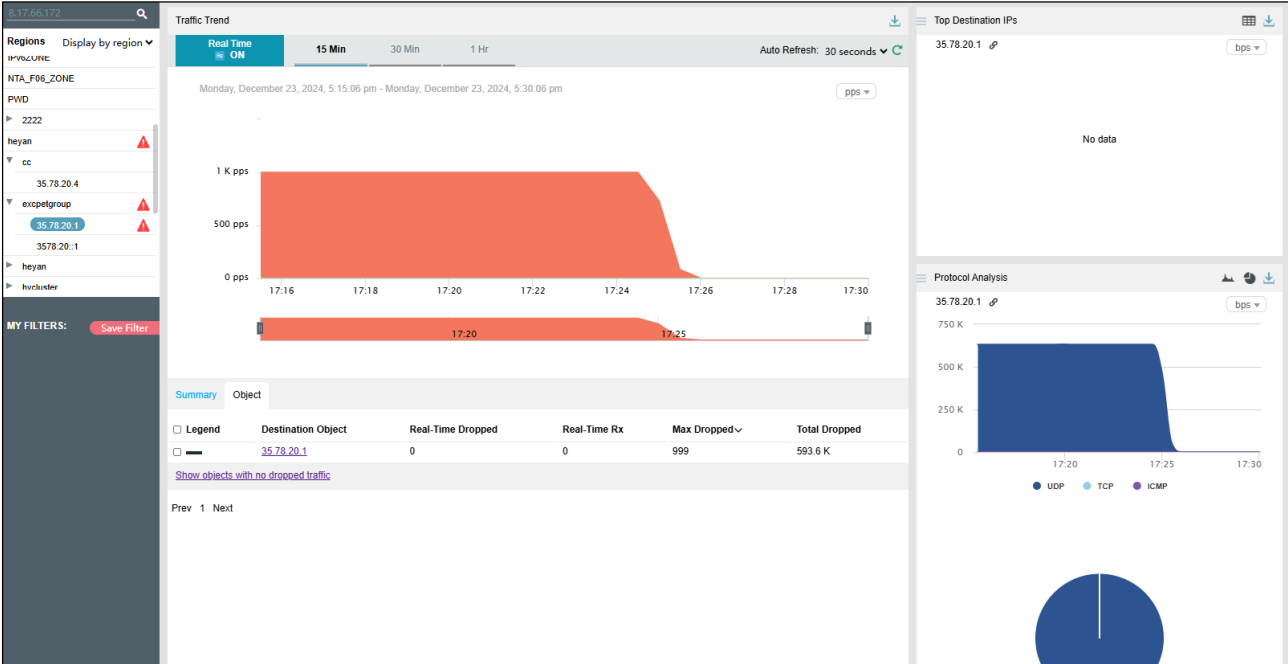 8.17.66.172
Regions Display by region
IPV6ZONE
NTA_F06_ZONE
PWD
2222
heyan
cc
35.78.20.4
excpetgroup
35.78.20.1
3578:20::1
heyan
hycluster
MY FILTERS: Save Filter
Traffic Trend
Real Time
ON
15 Min 30 Min 1 Hr
Auto Refresh: 30 seconds
Monday, December 23, 2024, 5:15:06 pm - Monday, December 23, 2024, 5:30:06 pm
pps
1 K pps
500 pps
0 pps
17:16 17:18 17:20 17:22 17:24 17:26 17:28 17:30
17:20 17:25
Summary Object
Legend Destination Object Real-Time Dropped Real-Time Rx Max Dropped Total Dropped
35.78.20.1 0 0 999 593.6 K
Show objects with no dropped traffic
Prev 1 Next
Top Destination IPs
35.78.20.1
bps
No data
Protocol Analysis
35.78.20.1
bps
750 K
500 K
250 K
0
17:20 17:25 17:30
UDP TCP ICMP